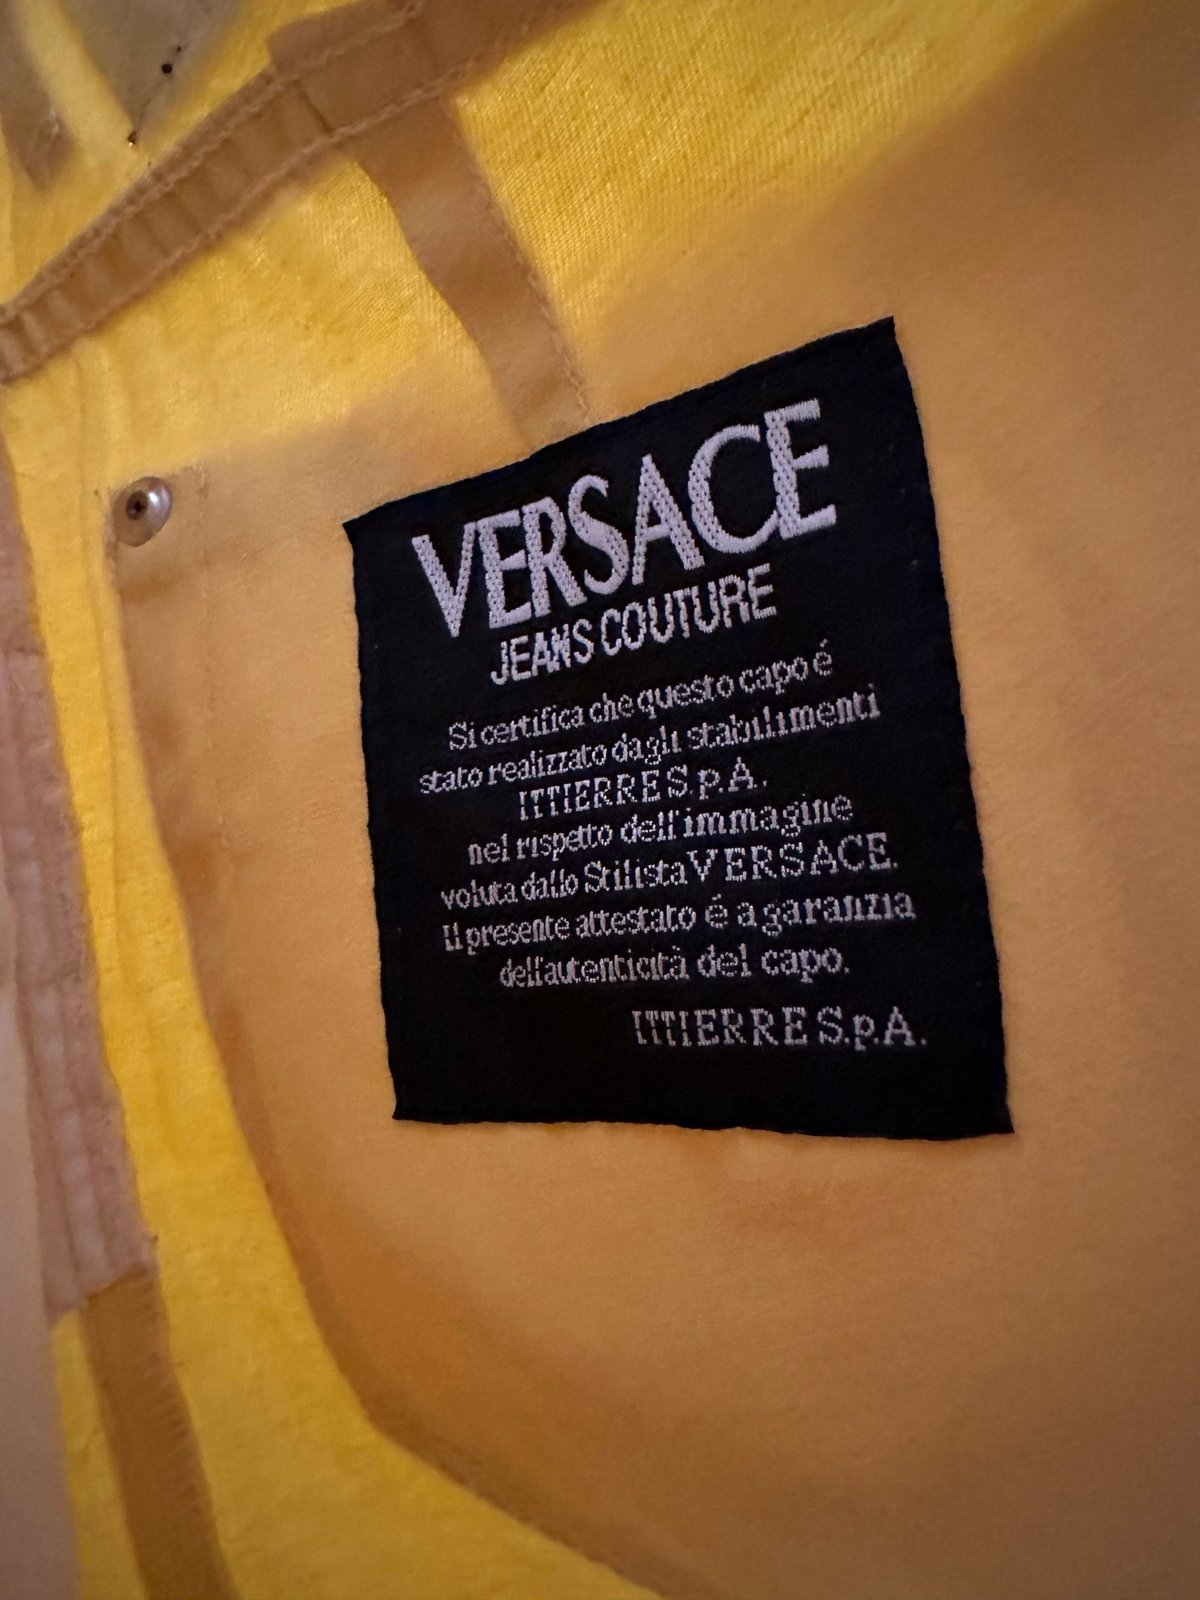 VERSACE
JEANS COUTURE
Si certifica che questo capo é
stato realizzato dagli stabilimenti
ITTIERRE S.p.A.
nel rispetto dell'immagine
voluta dallo Stilista VERSACE.
Il presente attestato é a garanzia
dell'autenticità del capo.
ITTIERRE S.p.A.